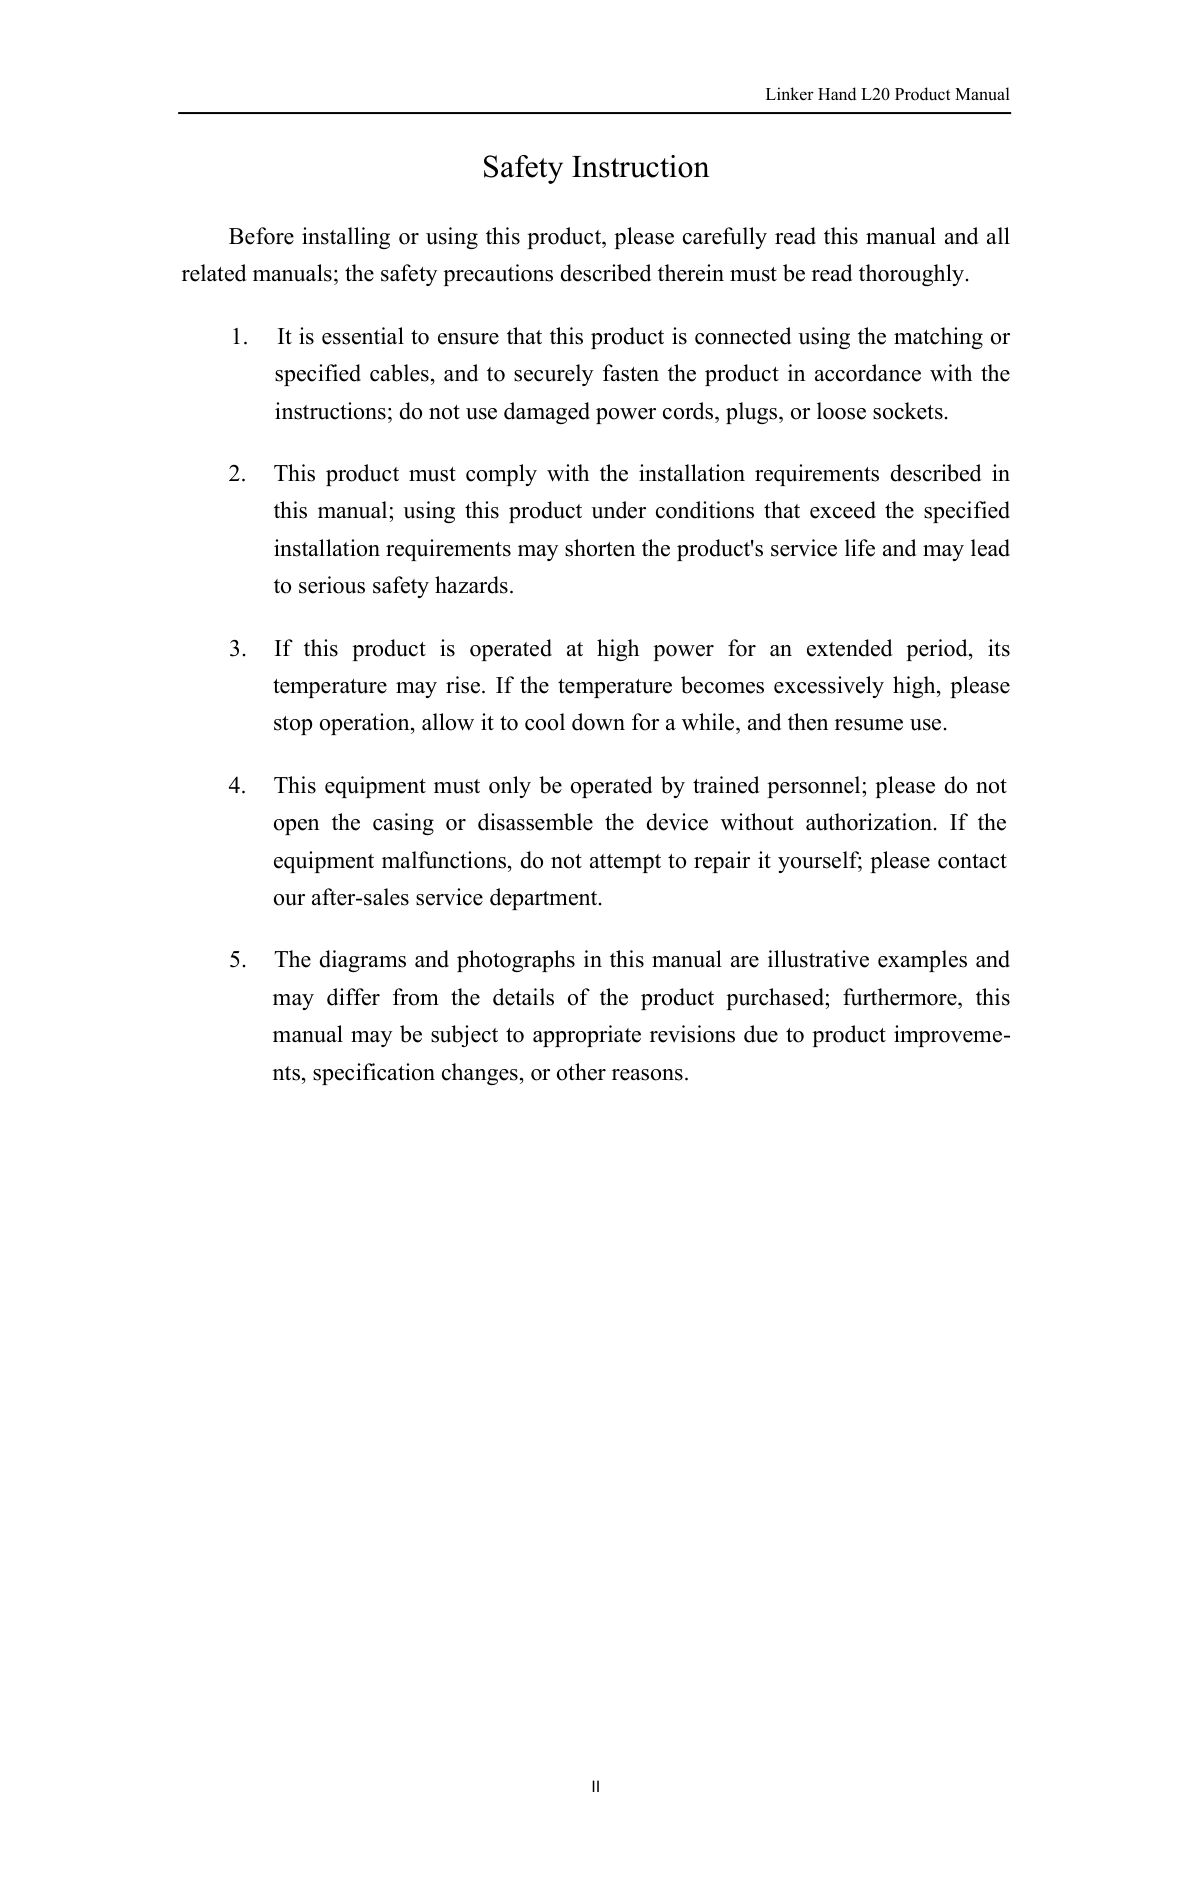 Linker Hand L20 Product Manual
Safety Instruction
Before installing or using this product, please carefully read this manual and all
related manuals; the safety precautions described therein must be read thoroughly.
1. It is essential to ensure that this product is connected using the matching or
specified cables, and to securely fasten the product in accordance with the
instructions; do not use damaged power cords, plugs, or loose sockets.
2. This product must comply with the installation requirements described in
this manual; using this product under conditions that exceed the specified
installation requirements may shorten the product's service life and may lead
to serious safety hazards.
3. If this product is operated at high power for an extended period, its
temperature may rise. If the temperature becomes excessively high, please
stop operation, allow it to cool down for a while, and then resume use.
4. This equipment must only be operated by trained personnel; please do not
open the casing or disassemble the device without authorization. If the
equipment malfunctions, do not attempt to repair it yourself; please contact
our after-sales service department.
5. The diagrams and photographs in this manual are illustrative examples and
may differ from the details of the product purchased; furthermore, this
manual may be subject to appropriate revisions due to product improveme-
nts, specification changes, or other reasons.
II